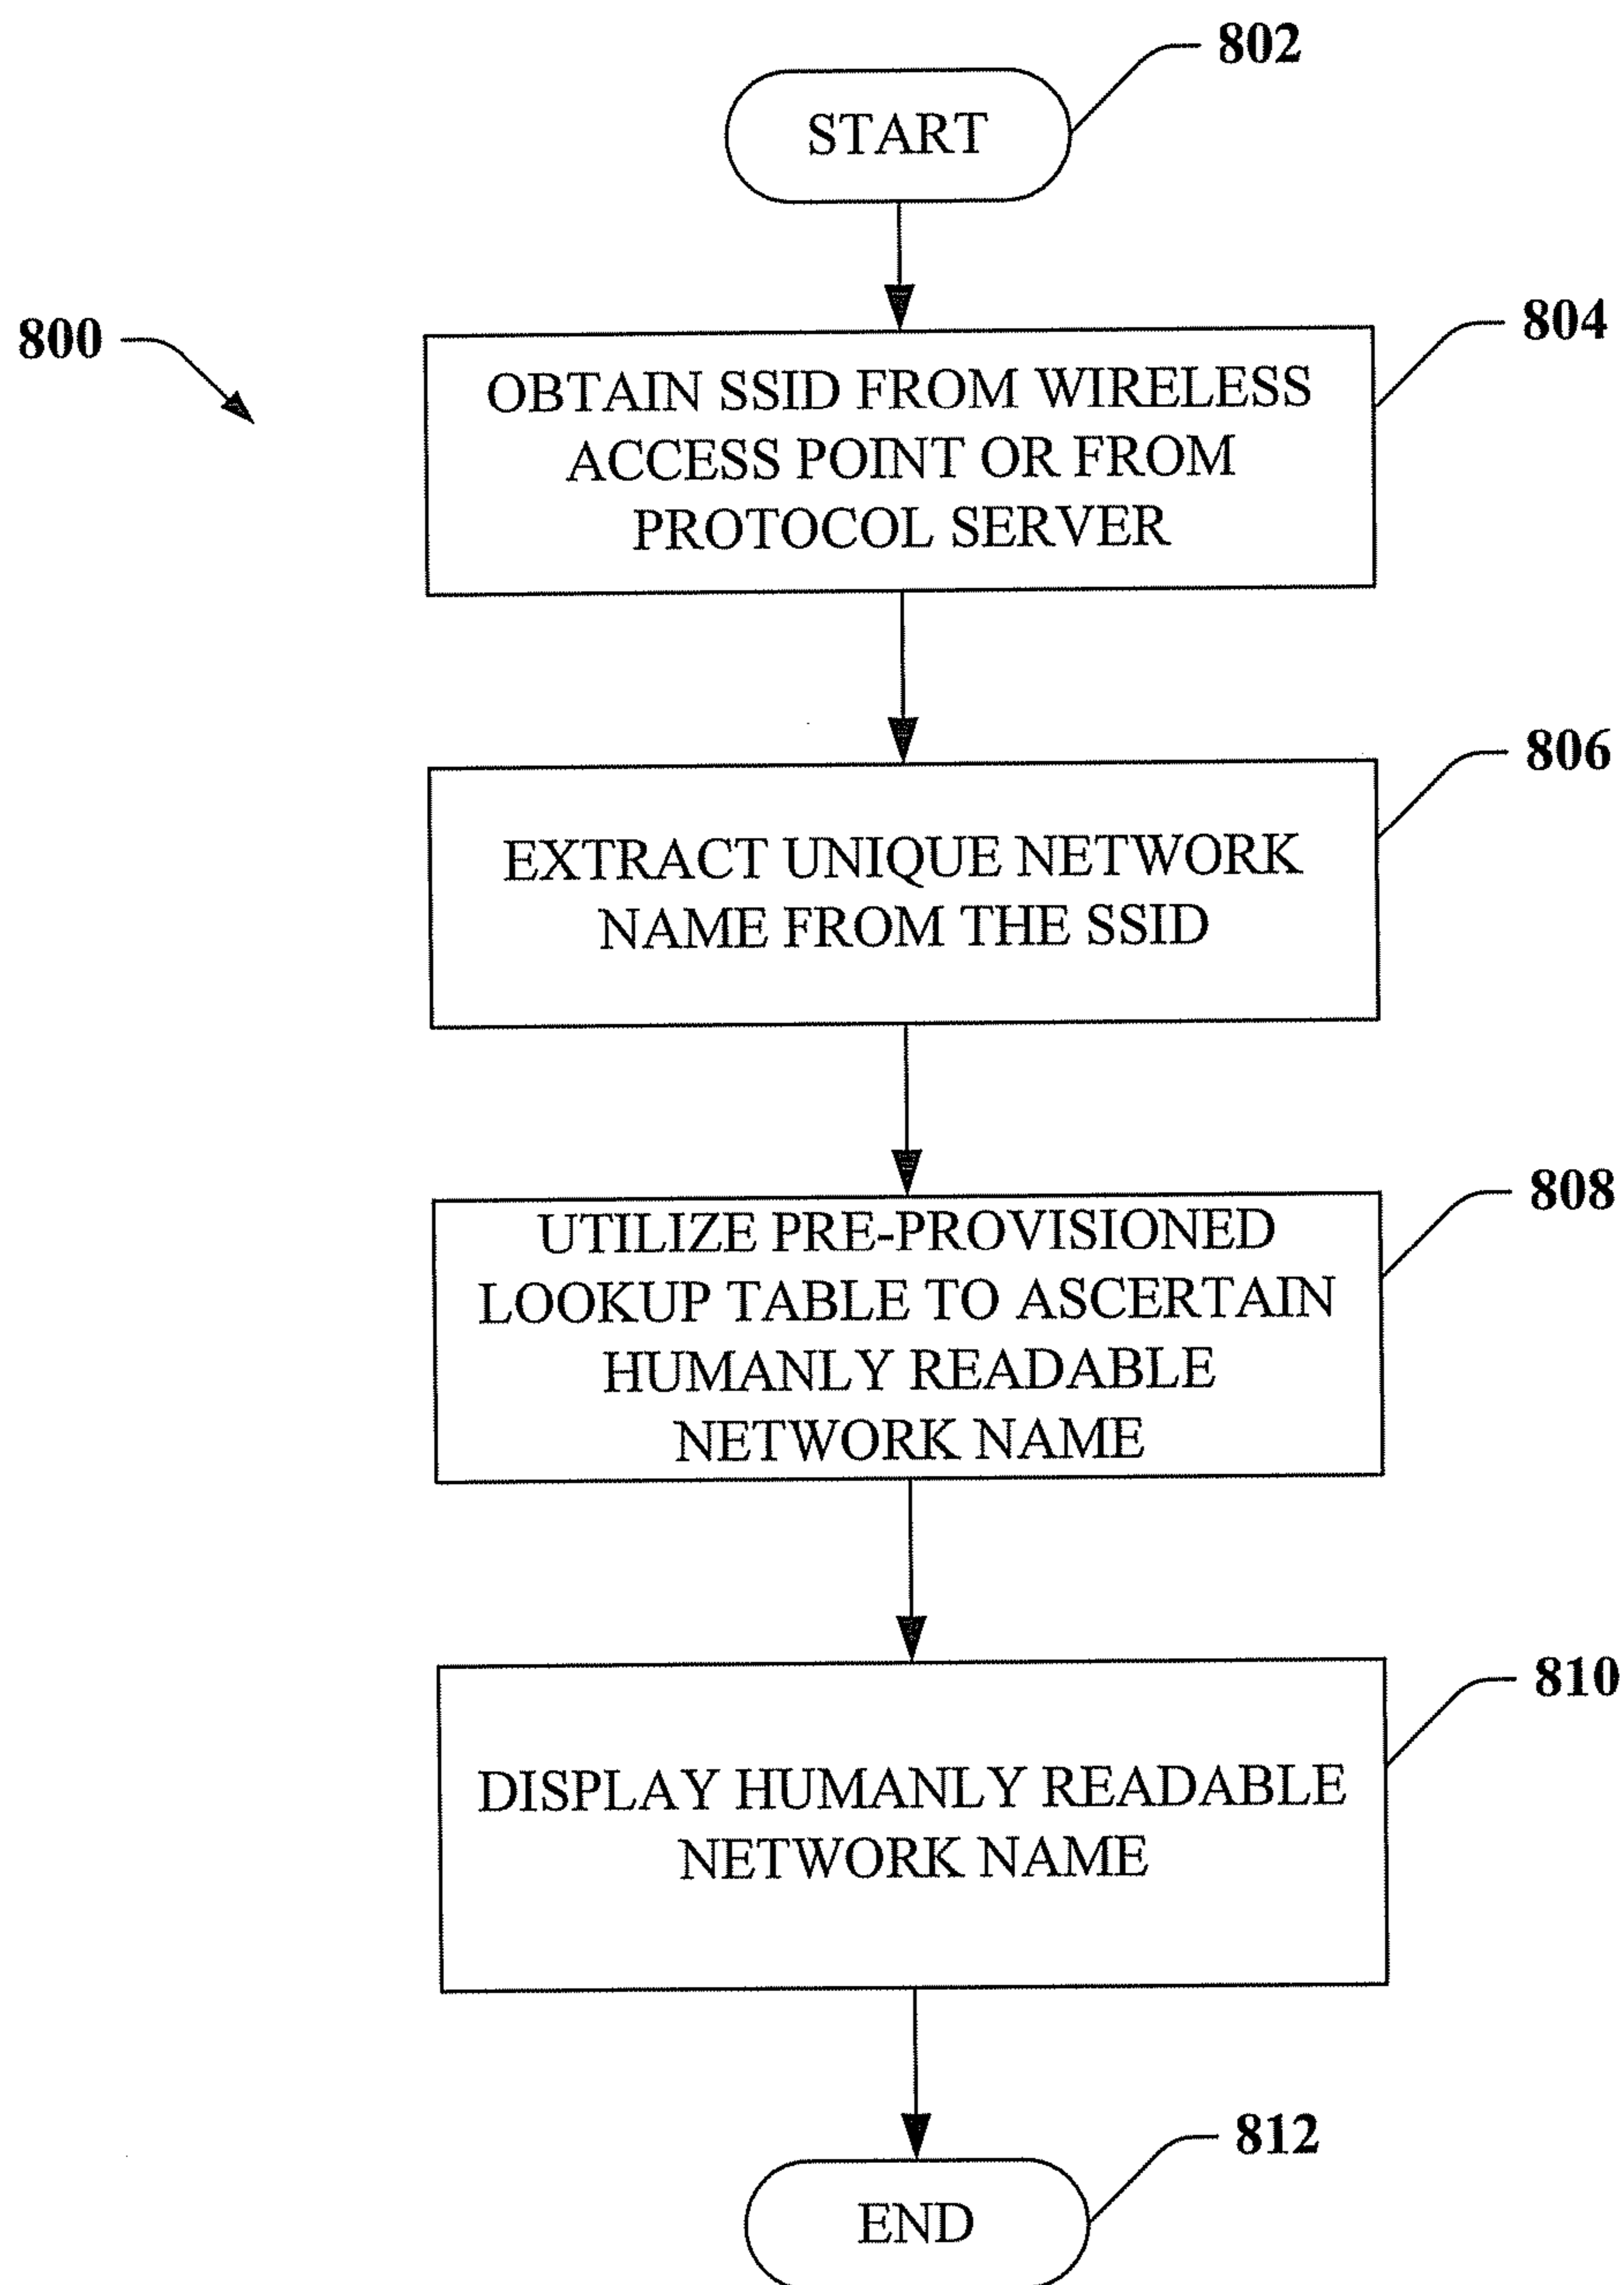 802
START
800
804
OBTAIN SSID FROM WIRELESS
ACCESS POINT OR FROM
PROTOCOL SERVER
806
EXTRACT UNIQUE NETWORK
NAME FROM THE SSID
808
UTILIZE PRE-PROVISIONED
LOOKUP TABLE TO ASCERTAIN
HUMANLY READABLE
NETWORK NAME
810
DISPLAY HUMANLY READABLE
NETWORK NAME
812
END